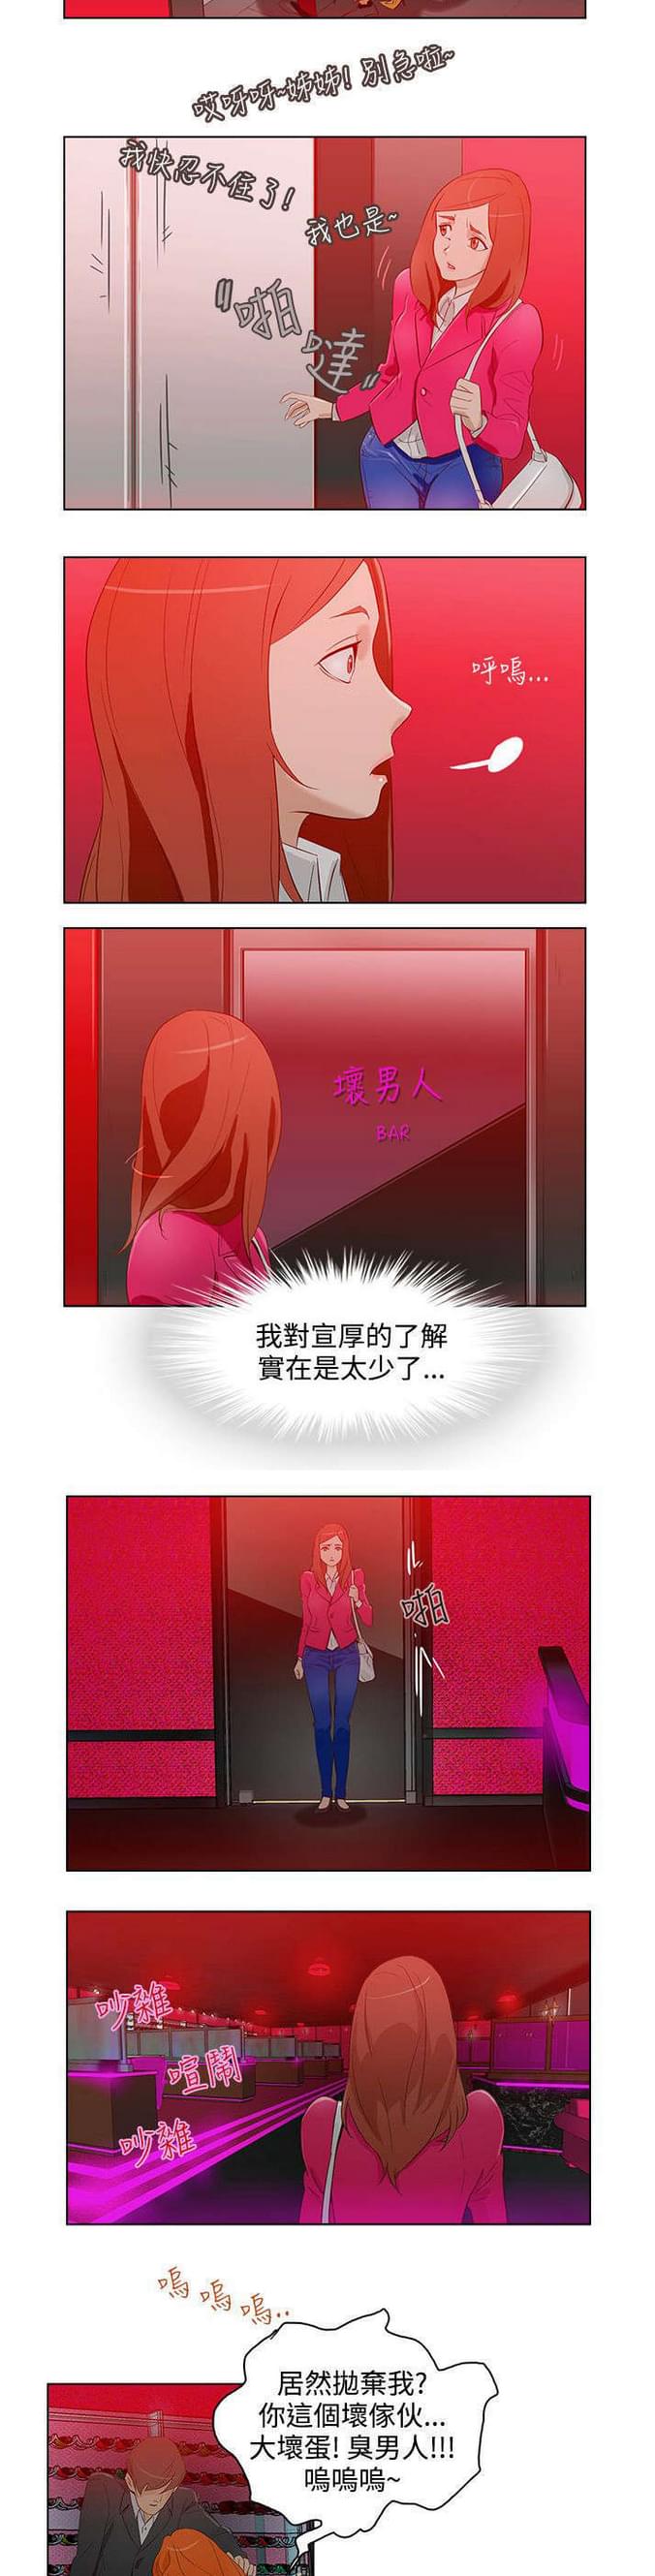 哎呀呀~姊姊!別急啦~
我快忍不住了!
我也是~
"啪
達"
呼嗚...
壞男人
BAR
我對宣厚的了解
實在是太少了...
啪
吵雜
喧鬧
吵雜
嗚嗚嗚..
居然拋棄我?
你這個壞傢伙...
大壞蛋!臭男人!!!
嗚嗚嗚~